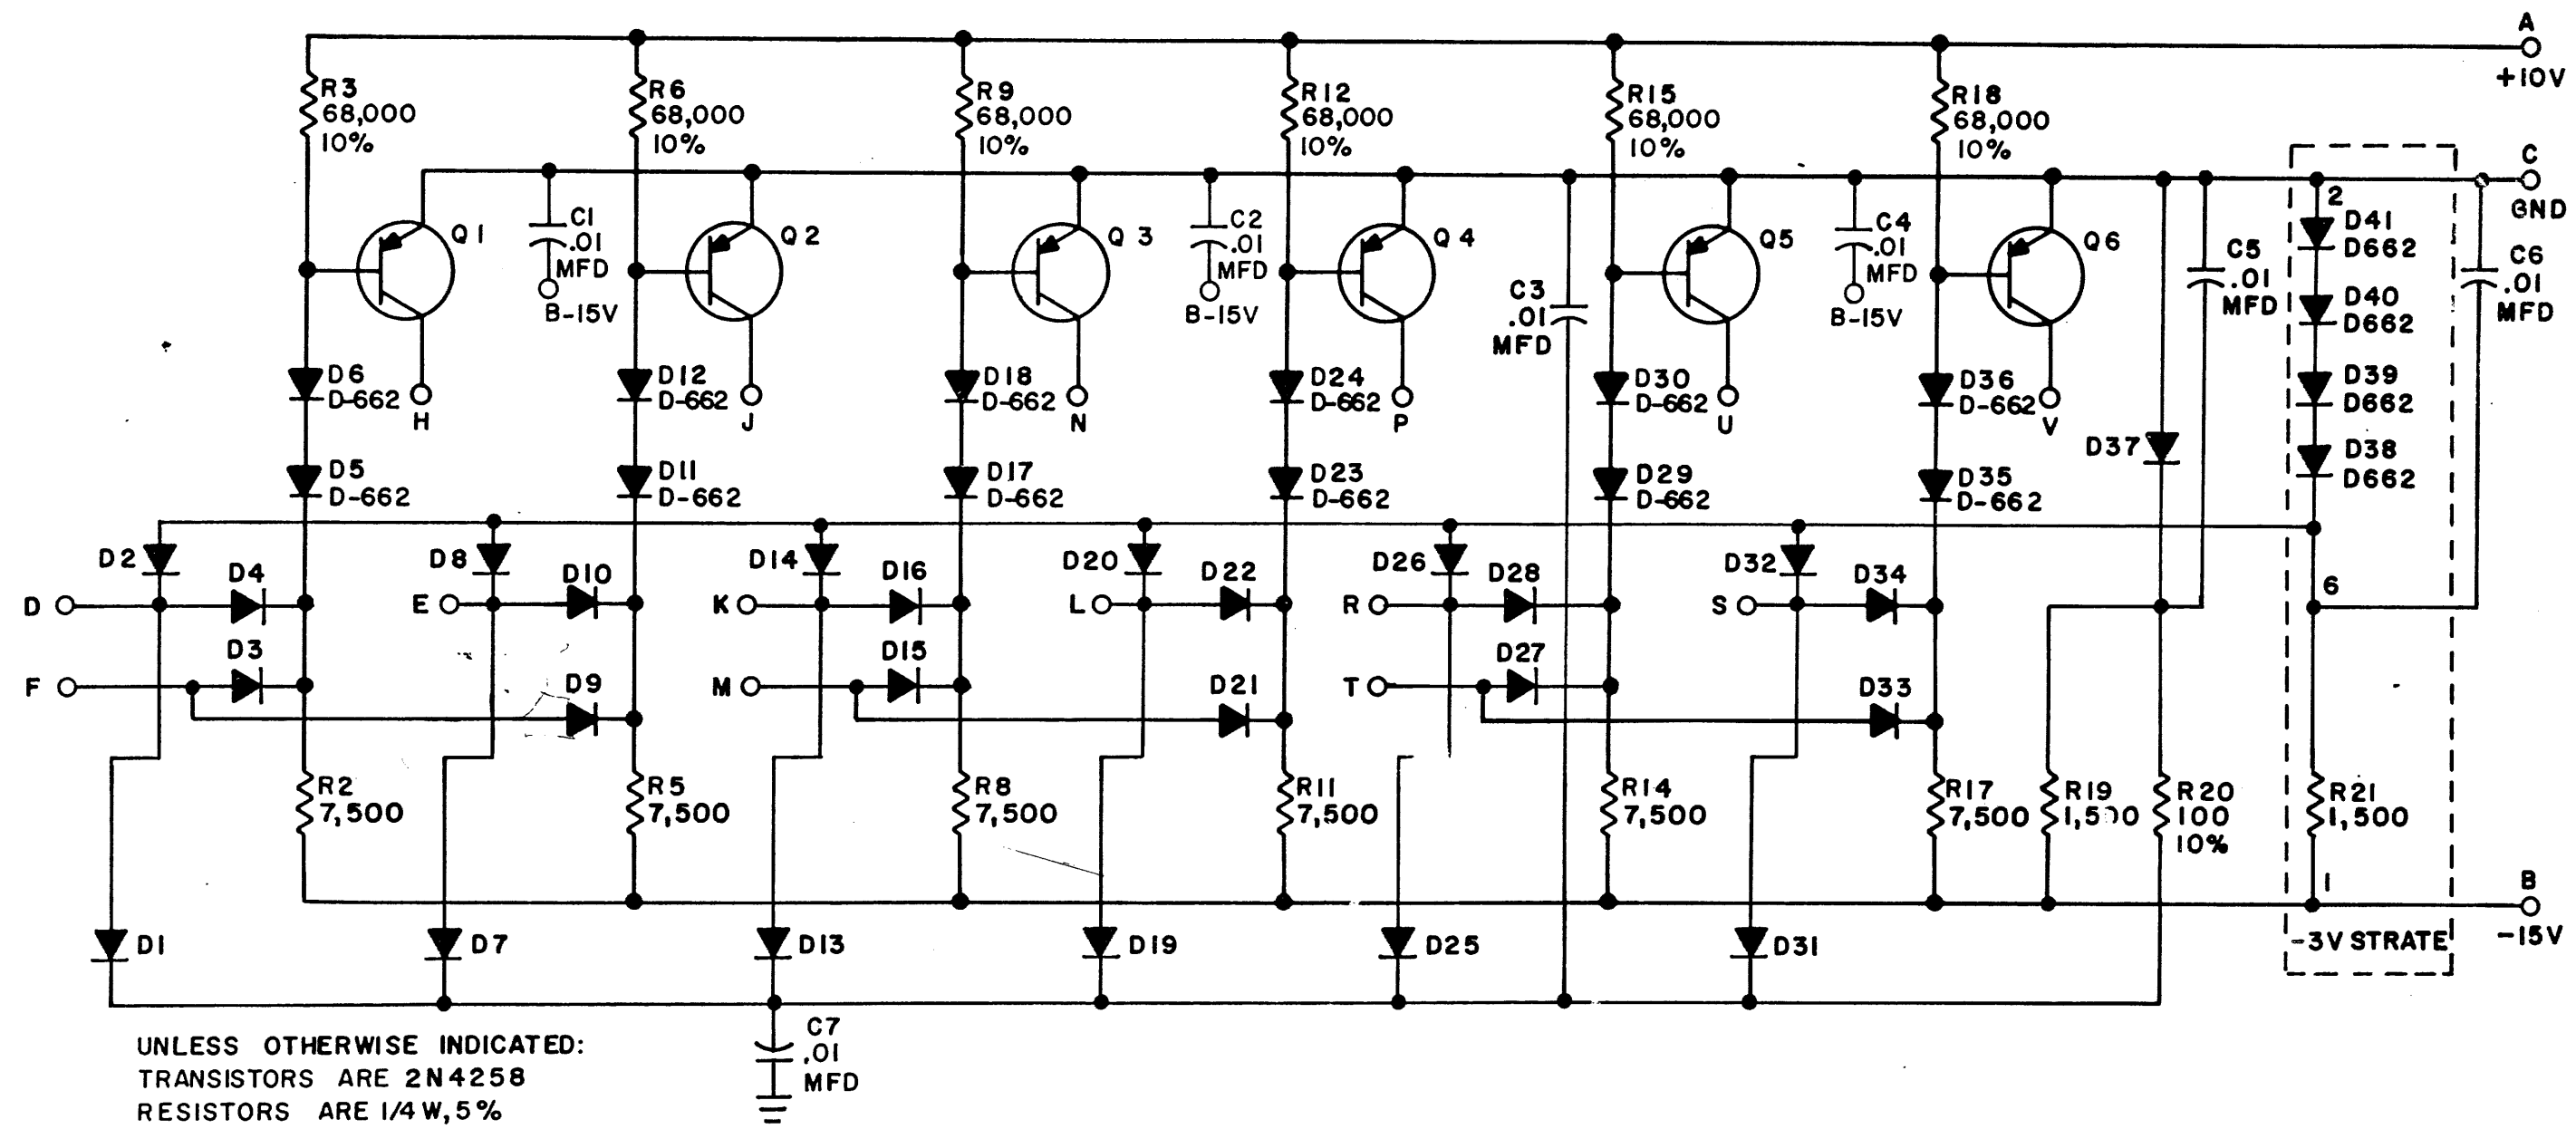 A
+10V
R3
68,000
10%
R6
68,000
10%
R9
68,000
10%
R12
68,000
10%
R15
68,000
10%
R18
68,000
10%
C
GND
Q1
C1
.01
MFD
B-15V
Q2
Q3
C2
.01
MFD
B-15V
Q4
C3
.01
MFD
Q5
C4
.01
MFD
B-15V
Q6
C5
.01
MFD
2
D41
D662
D40
D662
D39
D662
D38
D662
C6
.01
MFD
D6
D-662
H
D12
D-662
J
D18
D-662
N
D24
D-662
P
D30
D-662
U
D36
D-662
V
D37
D5
D-662
D11
D-662
D17
D-662
D23
D-662
D29
D-662
D35
D-662
D2
D4
D8
D10
D14
D16
D20
D22
D26
D28
D32
D34
6
D
E
K
L
R
S
D3
D9
D15
D21
D27
D33
F
M
T
R2
7,500
R5
7,500
R8
7,500
R11
7,500
R14
7,500
R17
7,500
R19
1,500
R20
100
10%
R21
1,500
1
B
-15V
-3V STRATE
D1
D7
D13
D19
D25
D31
C7
.01
MFD
UNLESS OTHERWISE INDICATED:
TRANSISTORS ARE 2N4258
RESISTORS ARE 1/4W, 5%